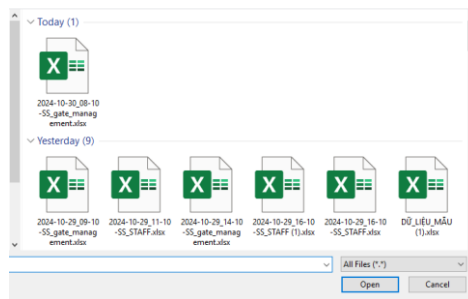 Today (1)
2024-10-30_08-10
-SS_gate_manag
ement.xlsx
Yesterday (9)
2024-10-29_09-10
-SS_gate_manag
ement.xlsx
2024-10-29_11-10
-SS_STAFF.xlsx
2024-10-29_14-10
-SS_gate_manag
ement.xlsx
2024-10-29_16-10
-SS_STAFF (1).xlsx
2024-10-29_16-10
-SS_STAFF.xlsx
DỮ_LIỆU_MẪU
(1).xlsx
All Files (*.*)
Open
Cancel